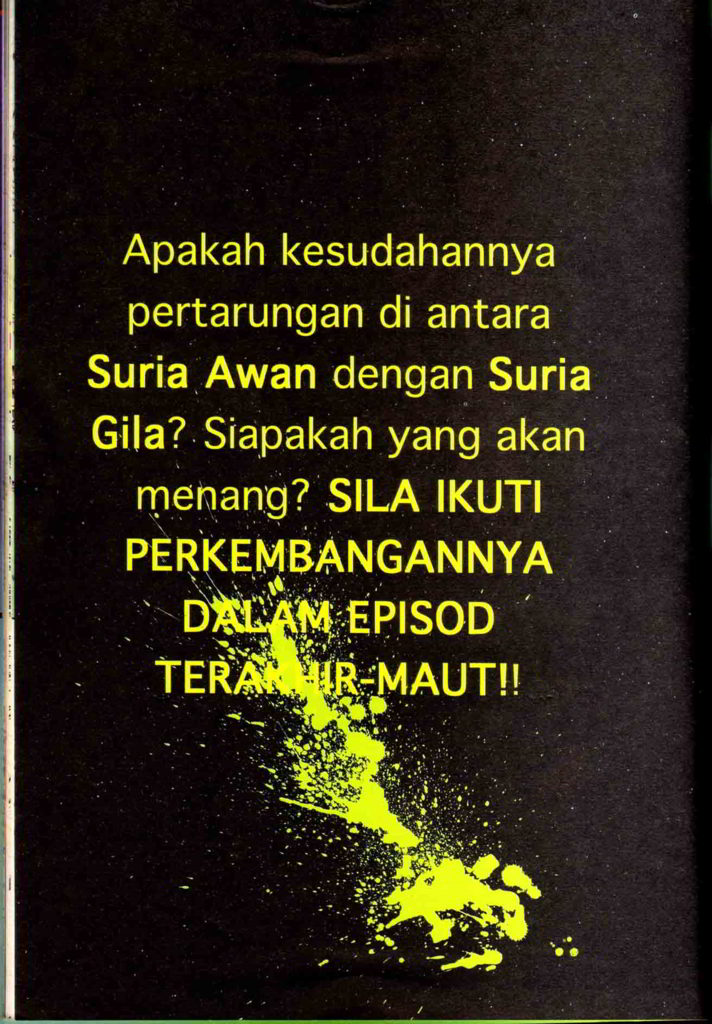 Apakah kesudahannya
pertarungan di antara
Suria Awan dengan Suria
Gila? Siapakah yang akan
menang? SILA IKUTI
PERKEMBANGANNYA
DALAM EPISOD
TERAKHIR-MAUT!!